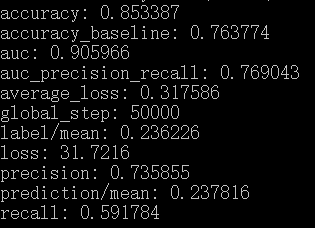 accuracy: 0.853387
accuracy_baseline: 0.763774
auc: 0.905966
auc_precision_recall: 0.769043
average_loss: 0.317586
global_step: 50000
label/mean: 0.236226
loss: 31.7216
precision: 0.735855
prediction/mean: 0.237816
recall: 0.591784